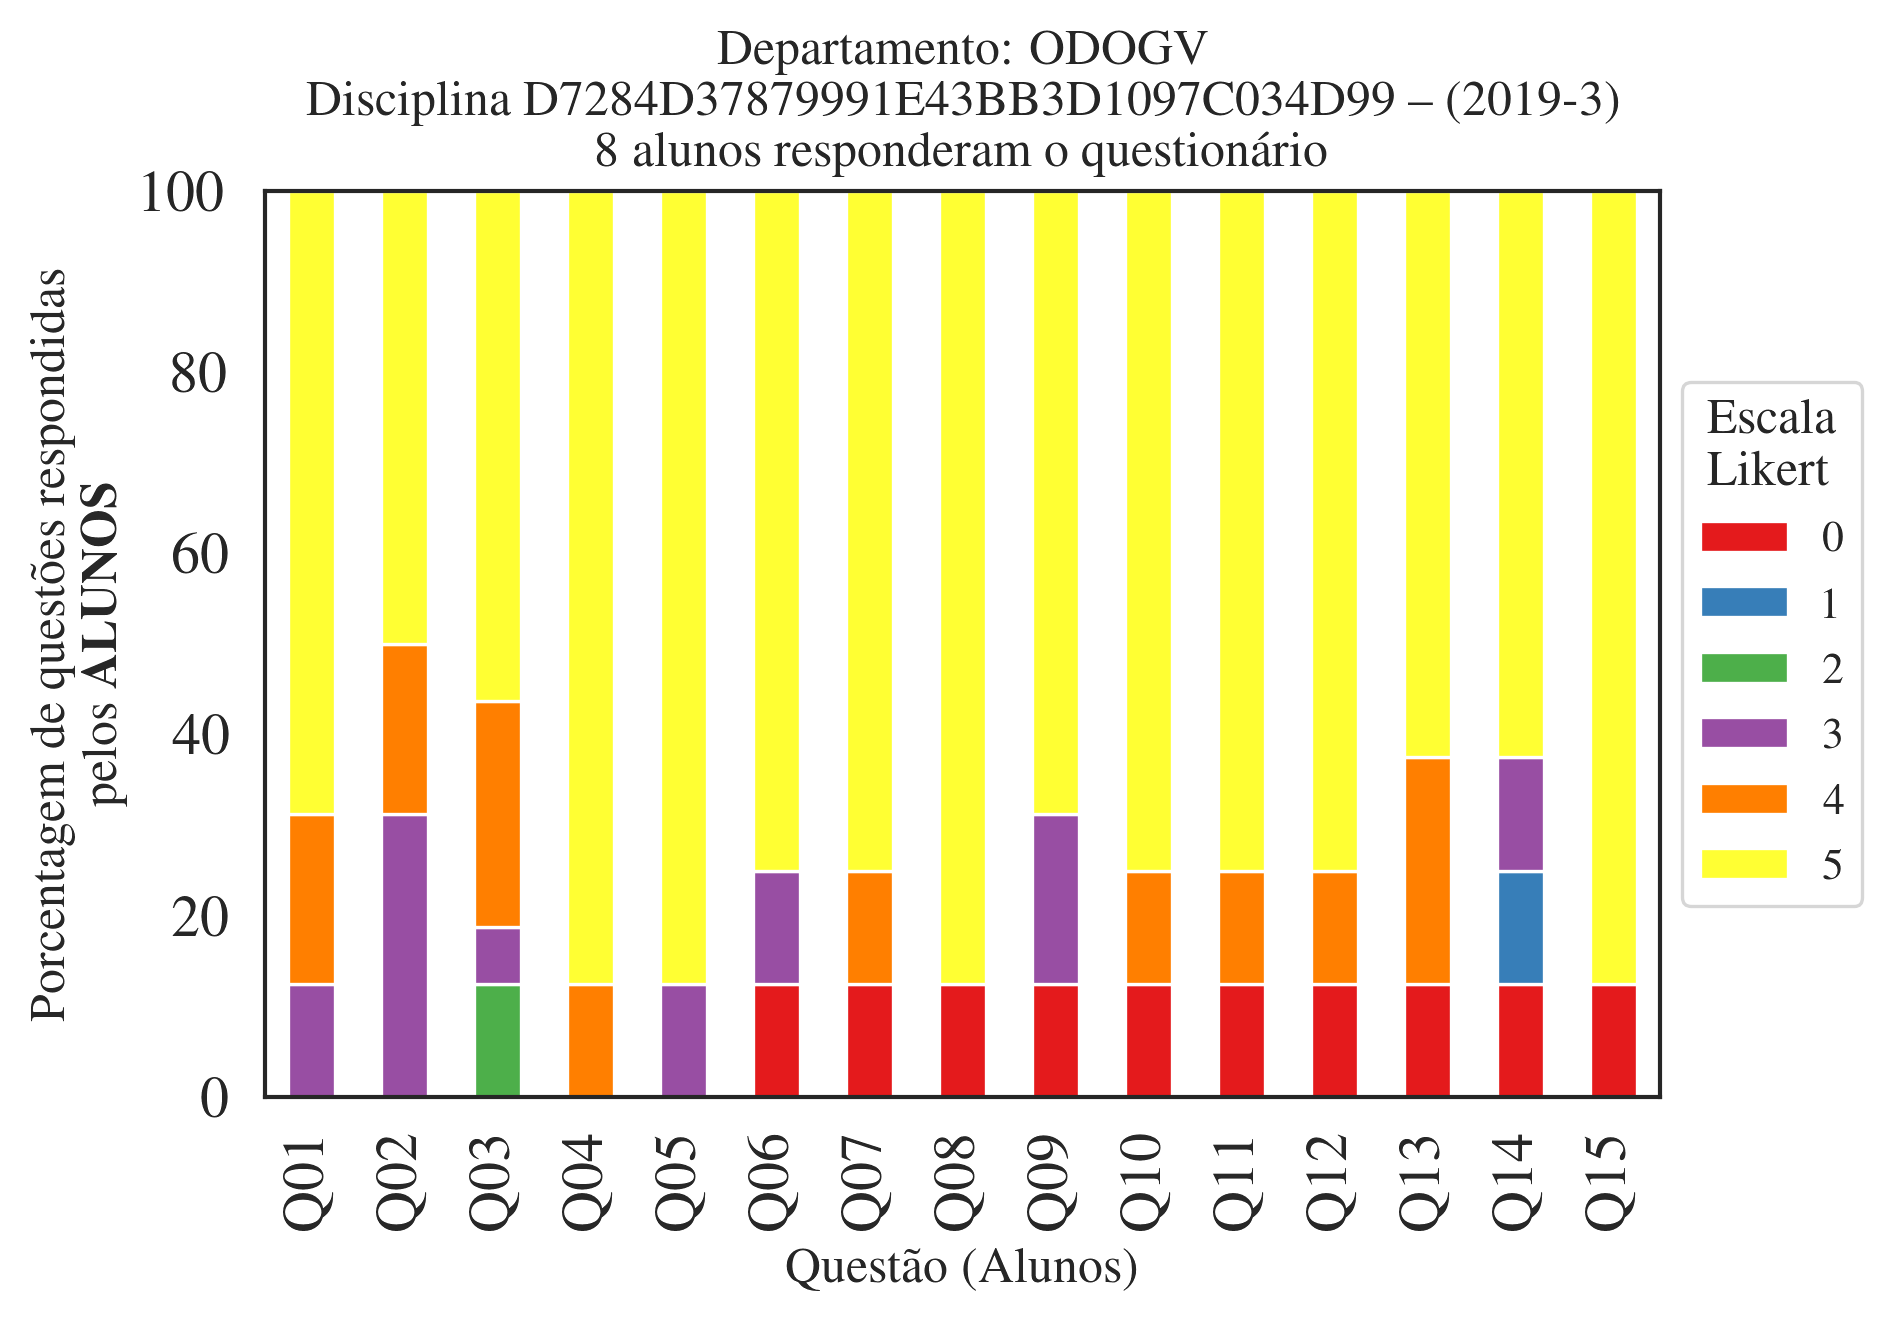 Departamento: ODOGV
Disciplina D7284D37879991E43BB3D1097C034D99 – (2019-3)
8 alunos responderam o questionário
Porcentagem de questões respondidas
pelos ALUNOS
100
80
60
40
20
0
Q01
Q02
Q03
Q04
Q05
Q06
Q07
Q08
Q09
Q10
Q11
Q12
Q13
Q14
Q15
Questão (Alunos)
Escala
Likert
0
1
2
3
4
5